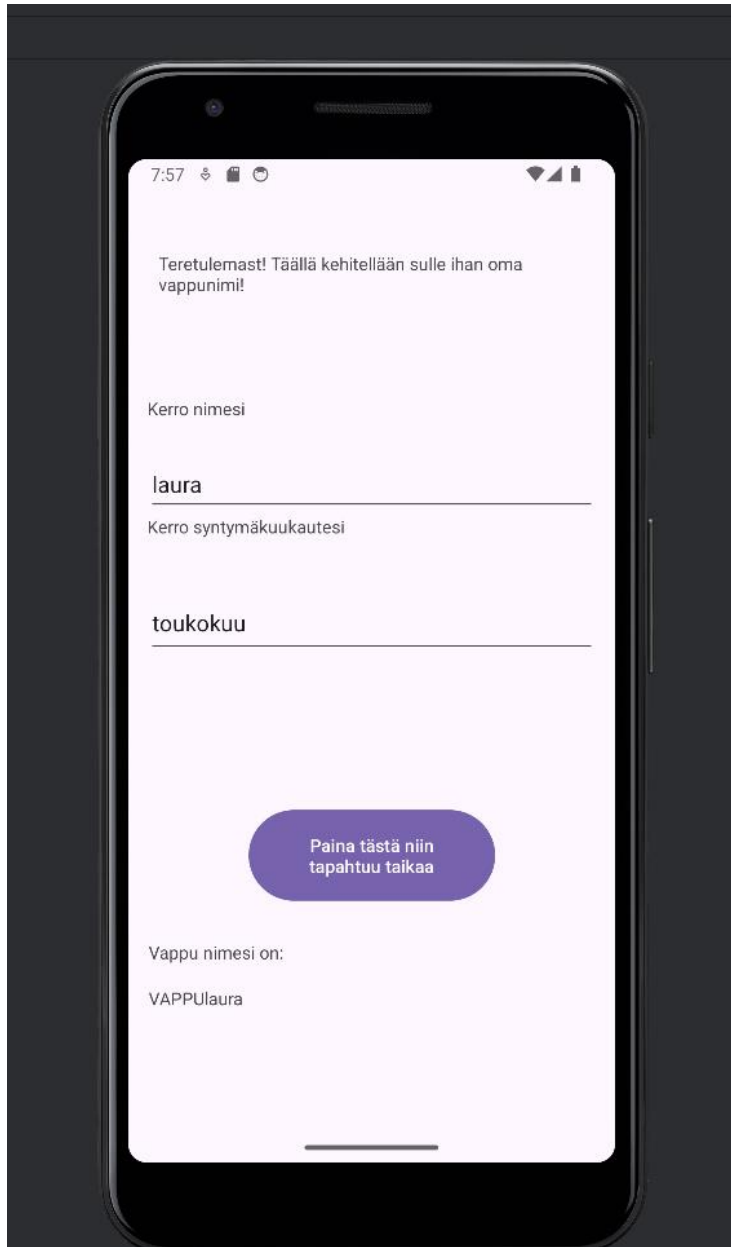 7:57
Teretulemast! Täällä kehitellään sulle ihan oma
vappunimi!
Kerro nimesi
laura
Kerro syntymäkuukautesi
toukokuu
Paina tästä niin
tapahtuu taikaa
Vappu nimesi on:
VAPPUlaura